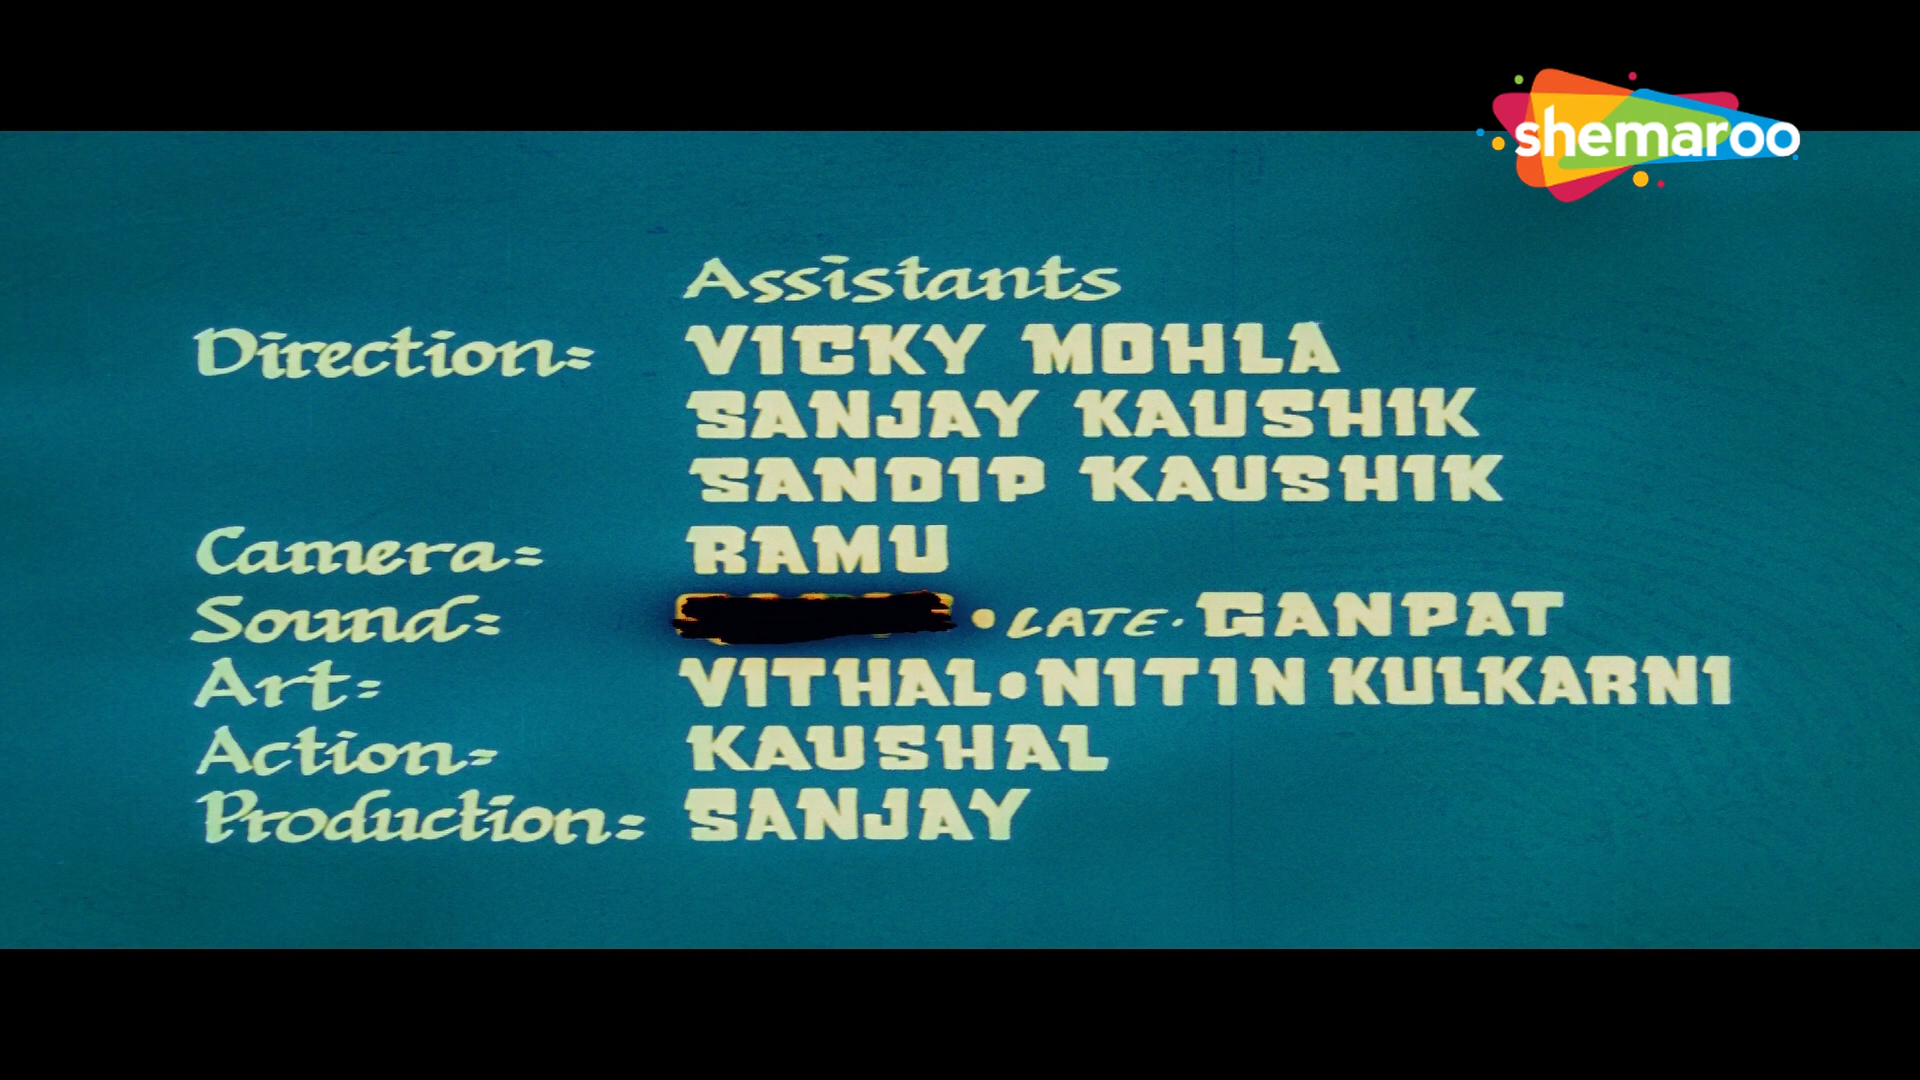 shemaroo
Assistants
Direction= VICKY MOHLA
SANJAY KAUSHIK
SANDIP KAUSHIK
Camera= RAMU
Sound= • LATE • GANPAT
Art= VITHAL • NITIN KULKARNI
Action= KAUSHAL
Production= SANJAY